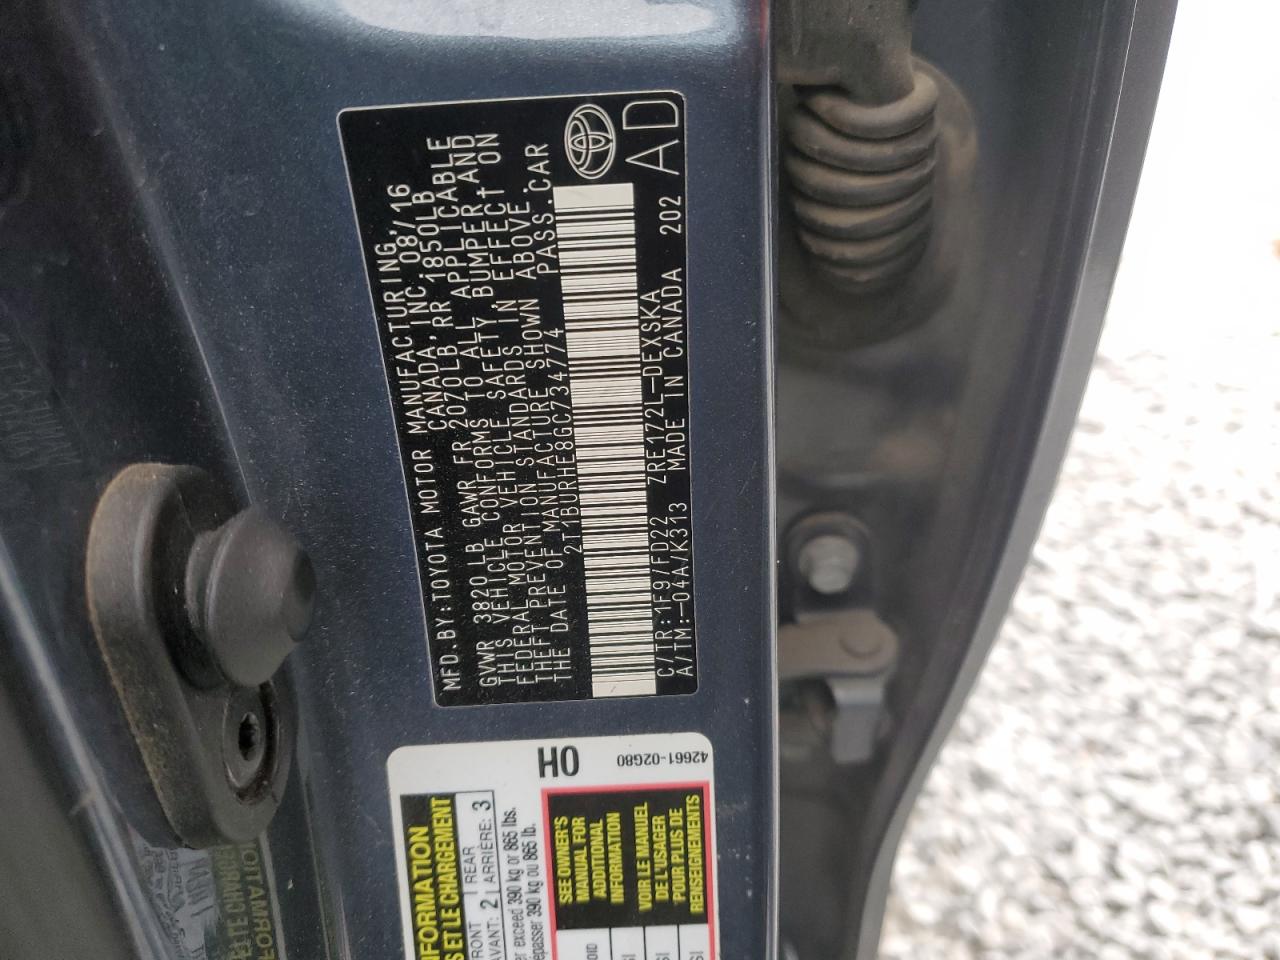 MFD.BY:TOYOTA MOTOR MANUFACTURING
CANADA,INC. 08/16
GVWR 3820 LB GAWR FR 2070LB RR 1850LB
THIS VEHICLE CONFORMS TO ALL APPLICABLE
FEDERAL MOTOR VEHICLE SAFETY,BUMPER AND
THEFT PREVENTION STANDARDS IN EFFECT ON
THE DATE OF MANUFACTURE SHOWN ABOVE.
2T1BURHE8GC734774 PASS.CAR
C/TR:1F9/FD22 ZRE172L-DEXSKA 202
A/TM:-04A/K313 MADE IN CANADA
AD
OH
42661-02G80
INFORMATION
ET LE CHARGEMENT
FRONT 2 REAR 3
AVANT: ARRIÈRE:
exceed 390 kg or 865 lbs.
390 kg ou 865 lb.
SEE OWNER'S
MANUAL FOR
ADDITIONAL
INFORMATION
VOIR LE MANUEL
DE L'USAGER
POUR PLUS DE
RENSEIGNEMENTS